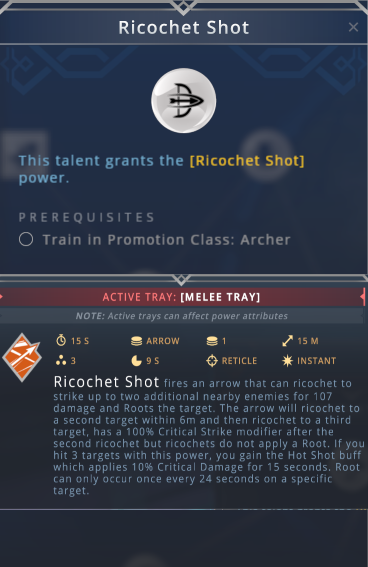 Ricochet Shot
This talent grants the [Ricochet Shot]
power.
PREREQUISITES
Train in Promotion Class: Archer
ACTIVE TRAY: [MELEE TRAY]
NOTE: Active trays can affect power attributes
15 S ARROW 1 15 M
3 9 S RETICLE INSTANT
Ricochet Shot fires an arrow that can ricochet to
strike up to two additional nearby enemies for 107
damage and Roots the target. The arrow will ricochet to
a second target within 6m and then ricochet to a third
target, has a 100% Critical Strike modifier after the
second ricochet but ricochets do not apply a Root. If you
hit 3 targets with this power, you gain the Hot Shot buff
which applies 10% Critical Damage for 15 seconds. Root
can only occur once every 24 seconds on a specific
target.